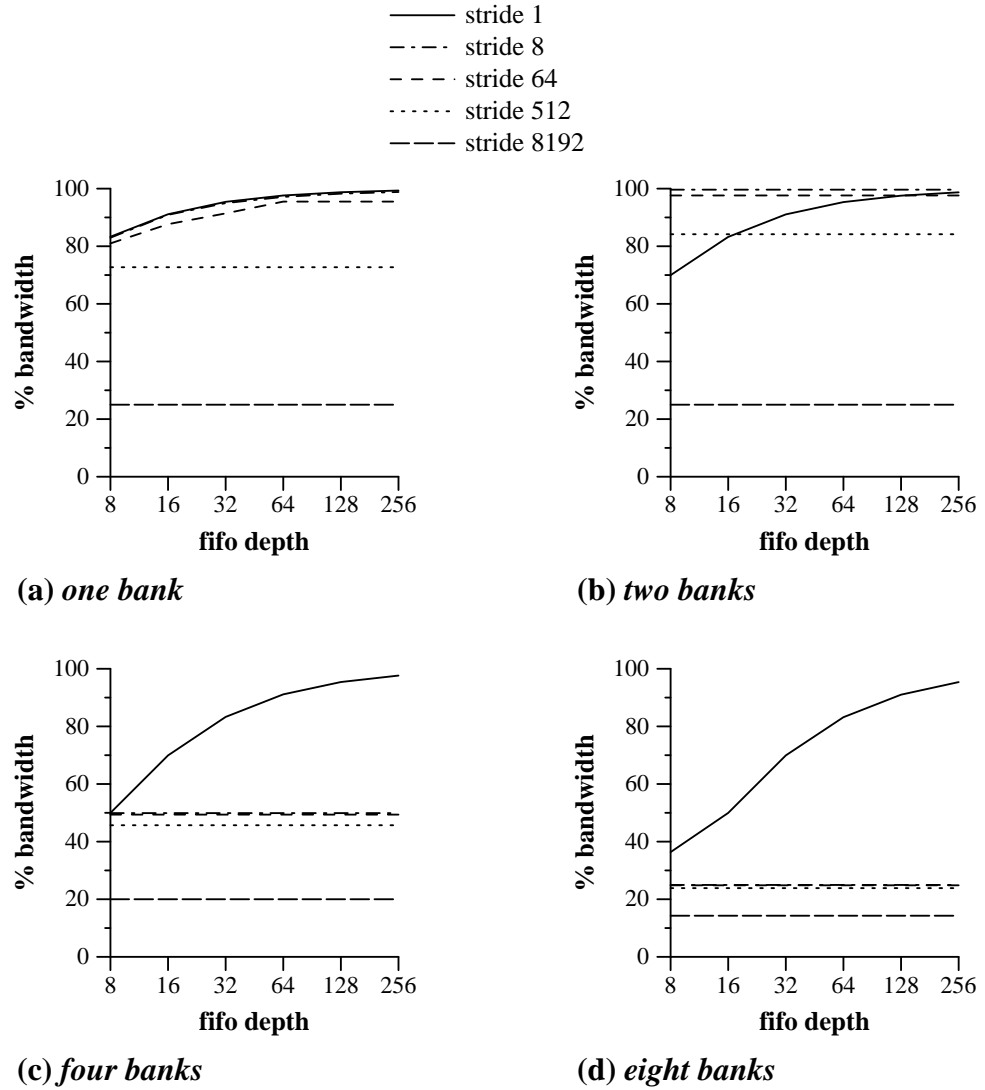 stride 1
stride 8
stride 64
stride 512
stride 8192
100
80
60
40
20
0
% bandwidth
8 16 32 64 128 256
fifo depth
(a) one bank
100
80
60
40
20
0
% bandwidth
8 16 32 64 128 256
fifo depth
(b) two banks
100
80
60
40
20
0
% bandwidth
8 16 32 64 128 256
fifo depth
(c) four banks
100
80
60
40
20
0
% bandwidth
8 16 32 64 128 256
fifo depth
(d) eight banks